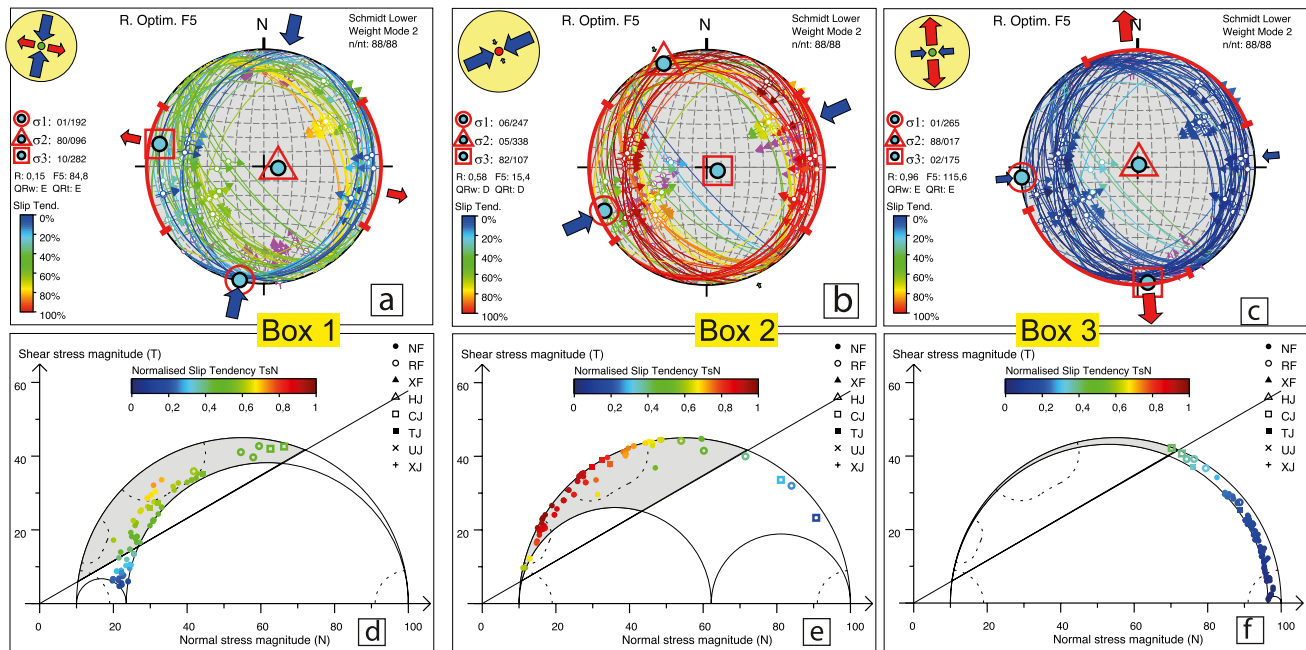 R. Optim. F5
N
Schmidt Lower
Weight Mode 2
n/nt: 88/88
σ1: 01/192
σ2: 80/096
σ3: 10/282
R: 0,15 F5: 84,8
QRw: E QRt: E
Slip Tend.
0%
20%
40%
60%
80%
100%
a
R. Optim. F5
N
Schmidt Lower
Weight Mode 2
n/nt: 88/88
σ1: 06/247
σ2: 05/338
σ3: 82/107
R: 0,58 F5: 15,4
QRw: D QRt: D
Slip Tend.
0%
20%
40%
60%
80%
100%
b
R. Optim. F5
N
Schmidt Lower
Weight Mode 2
n/nt: 88/88
σ1: 01/265
σ2: 88/017
σ3: 02/175
R: 0,96 F5: 115,6
QRw: E QRt: E
Slip Tend.
0%
20%
40%
60%
80%
100%
c
Box 1
Box 2
Box 3
Shear stress magnitude (T)
Normalised Slip Tendency TsN
0 0,2 0,4 0,6 0,8 1
NF
RF
XF
HJ
CJ
TJ
UJ
XJ
60
40
20
0 20 40 60 80 100
Normal stress magnitude (N)
d
Shear stress magnitude (T)
Normalised Slip Tendency TsN
0 0,2 0,4 0,6 0,8 1
NF
RF
XF
HJ
CJ
TJ
UJ
XJ
60
40
20
0 20 40 60 80 100
Normal stress magnitude (N)
e
Shear stress magnitude (T)
Normalised Slip Tendency TsN
0 0,2 0,4 0,6 0,8 1
NF
RF
XF
HJ
CJ
TJ
UJ
XJ
60
40
20
0 20 40 60 80 100
Normal stress magnitude (N)
f